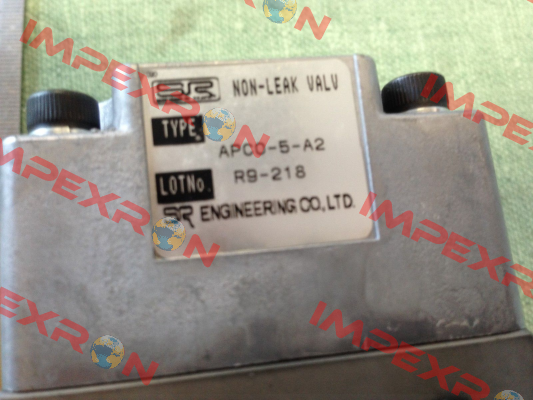 SR NON-LEAK VALV
TYPE
APCO-5-A2
LOTNo. R9-218
SR ENGINEERING CO,LTD.
IMPEXRON
IMPEXRON
IMPEXRON
IMPEXRON
IMPEXRON